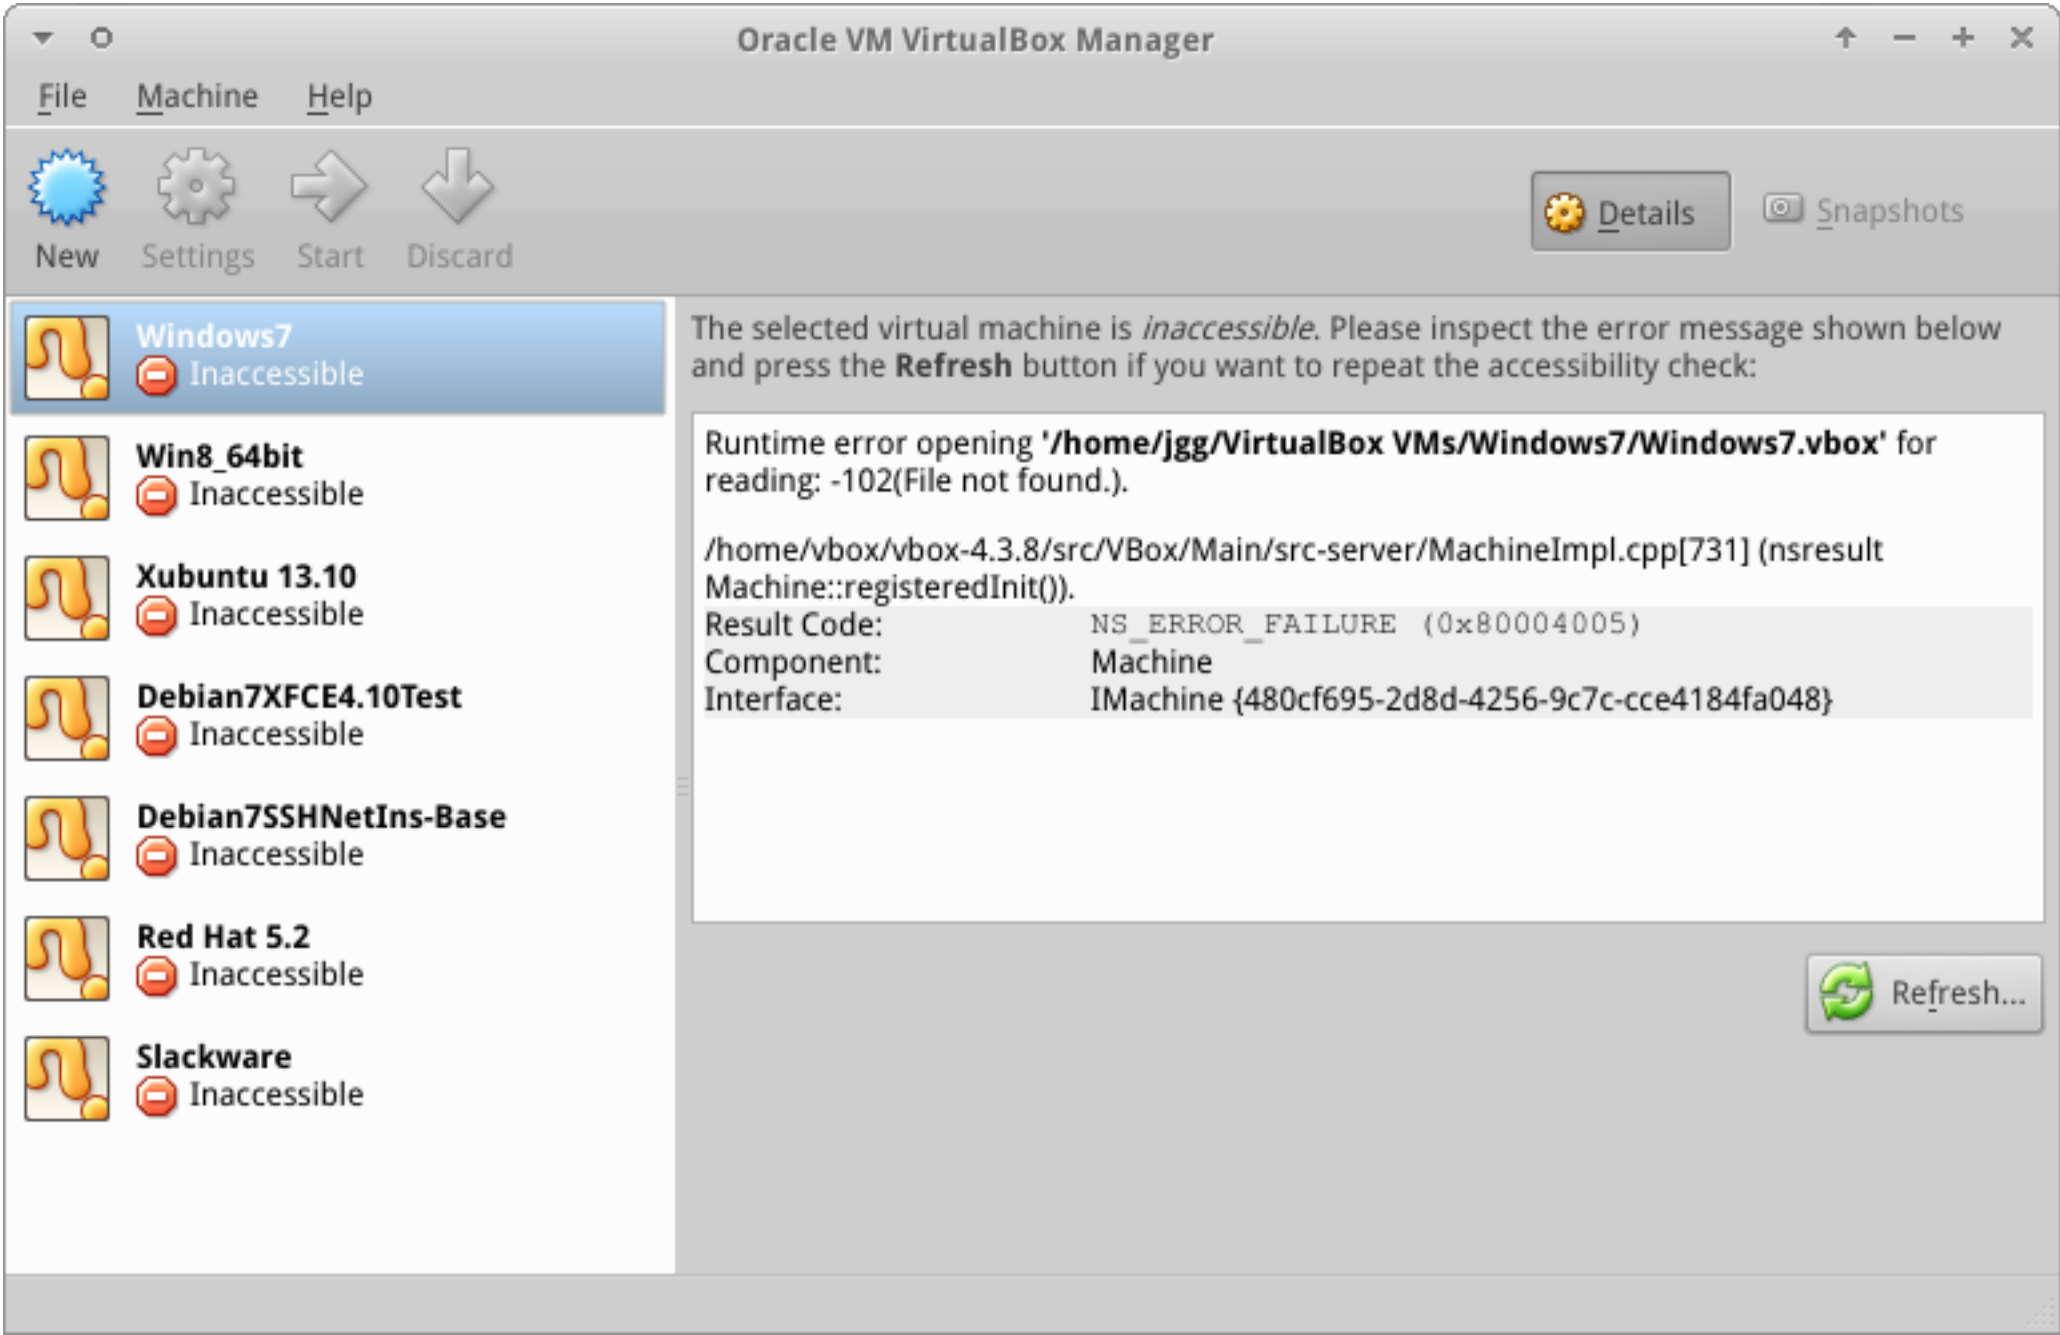 Oracle VM VirtualBox Manager
File Machine Help
New Settings Start Discard Details Snapshots
Windows7
Inaccessible
Win8_64bit
Inaccessible
Xubuntu 13.10
Inaccessible
Debian7XFCE4.10Test
Inaccessible
Debian7SSHNetIns-Base
Inaccessible
Red Hat 5.2
Inaccessible
Slackware
Inaccessible
The selected virtual machine is inaccessible. Please inspect the error message shown below
and press the Refresh button if you want to repeat the accessibility check:
Runtime error opening '/home/jgg/VirtualBox VMs/Windows7/Windows7.vbox' for
reading: -102(File not found.).
/home/vbox/vbox-4.3.8/src/VBox/Main/src-server/MachineImpl.cpp[731] (nsresult
Machine::registeredInit()).
Result Code: NS_ERROR_FAILURE (0x80004005)
Component: Machine
Interface: IMachine {480cf695-2d8d-4256-9c7c-cce4184fa048}
Refresh...